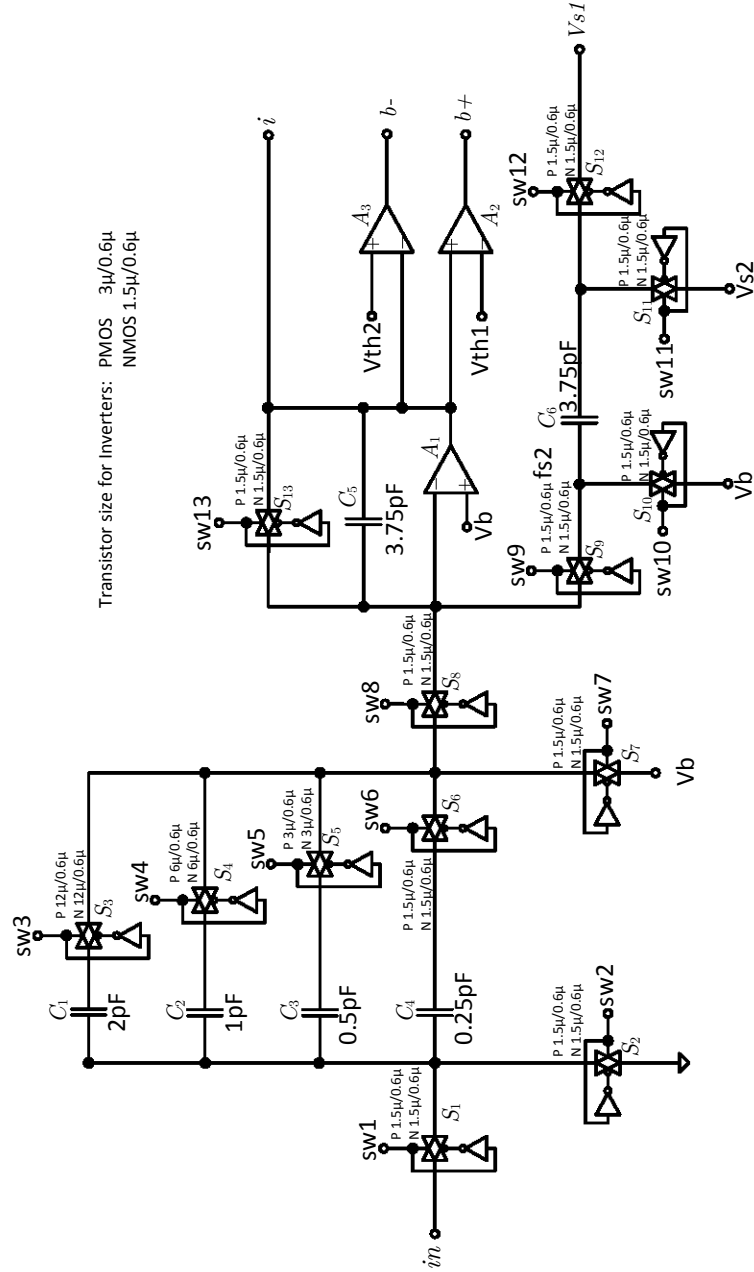 Transistor size for Inverters: PMOS 3μ/0.6μ
NMOS 1.5μ/0.6μ
in
sw1
P 1.5μ/0.6μ
N 1.5μ/0.6μ
S1
sw2
P 1.5μ/0.6μ
N 1.5μ/0.6μ
S2
C1
2pF
sw3
P 12μ/0.6μ
N 12μ/0.6μ
S3
C2
1pF
sw4
P 6μ/0.6μ
N 6μ/0.6μ
S4
C3
0.5pF
sw5
P 3μ/0.6μ
N 3μ/0.6μ
S5
C4
0.25pF
sw6
P 1.5μ/0.6μ
N 1.5μ/0.6μ
S6
P 1.5μ/0.6μ
N 1.5μ/0.6μ
sw7
S7
Vb
sw8
P 1.5μ/0.6μ
N 1.5μ/0.6μ
S8
sw13
P 1.5μ/0.6μ
N 1.5μ/0.6μ
S13
C5
3.75pF
A1
−
+
Vb
i
Vth2
A3
+
−
b-
Vth1
A2
+
−
b+
sw9
P 1.5μ/0.6μ
N 1.5μ/0.6μ
fs2
S9
sw10
P 1.5μ/0.6μ
N 1.5μ/0.6μ
S10
Vb
C6
3.75pF
sw11
P 1.5μ/0.6μ
N 1.5μ/0.6μ
S11
Vs2
sw12
P 1.5μ/0.6μ
N 1.5μ/0.6μ
S12
Vs1